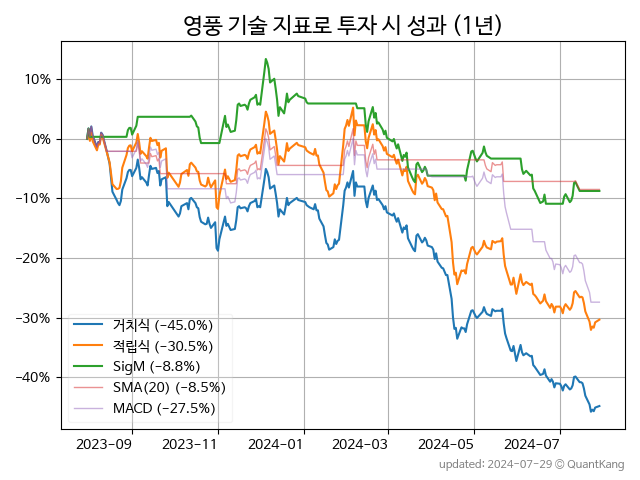 영풍 기술 지표로 투자 시 성과 (1년)
10%
0%
−10%
−20%
−30%
−40%
거치식 (−45.0%)
적립식 (−30.5%)
SigM (−8.8%)
SMA(20) (−8.5%)
MACD (−27.5%)
2023−09 2023−11 2024−01 2024−03 2024−05 2024−07
updated: 2024-07-29 © QuantKang